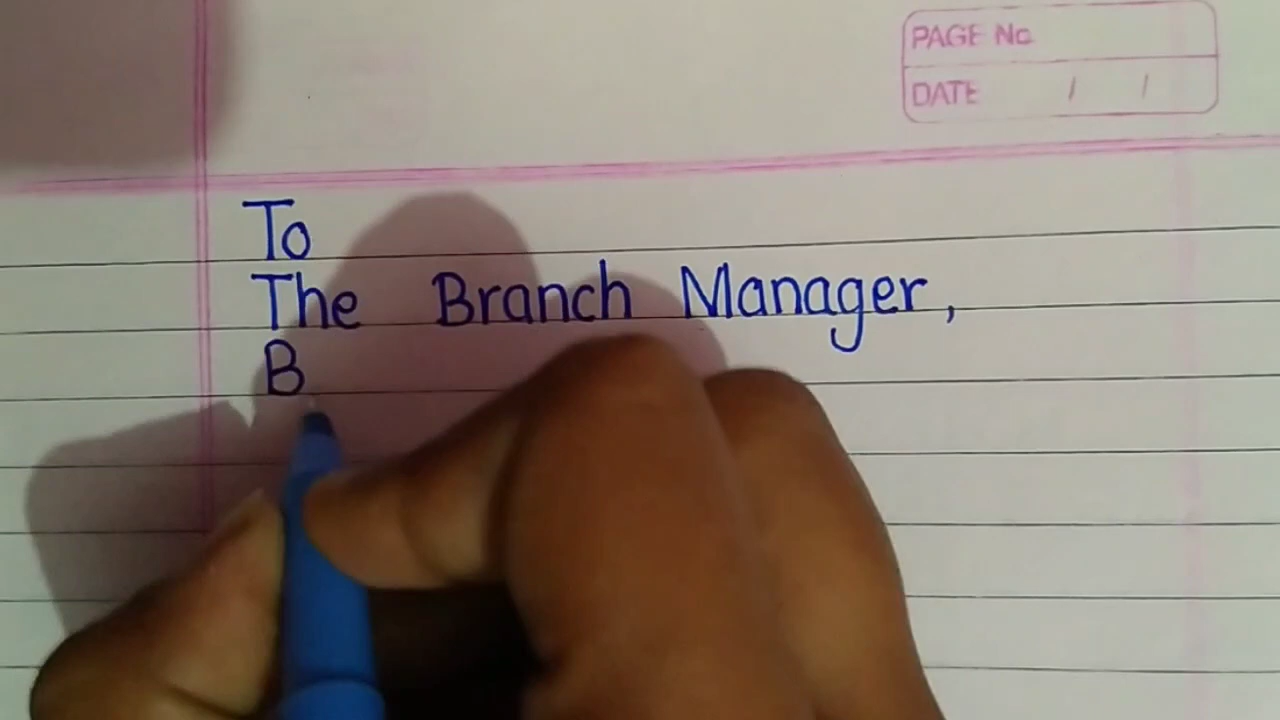 PAGE No
DATE / /
To
The Branch Manager,
B